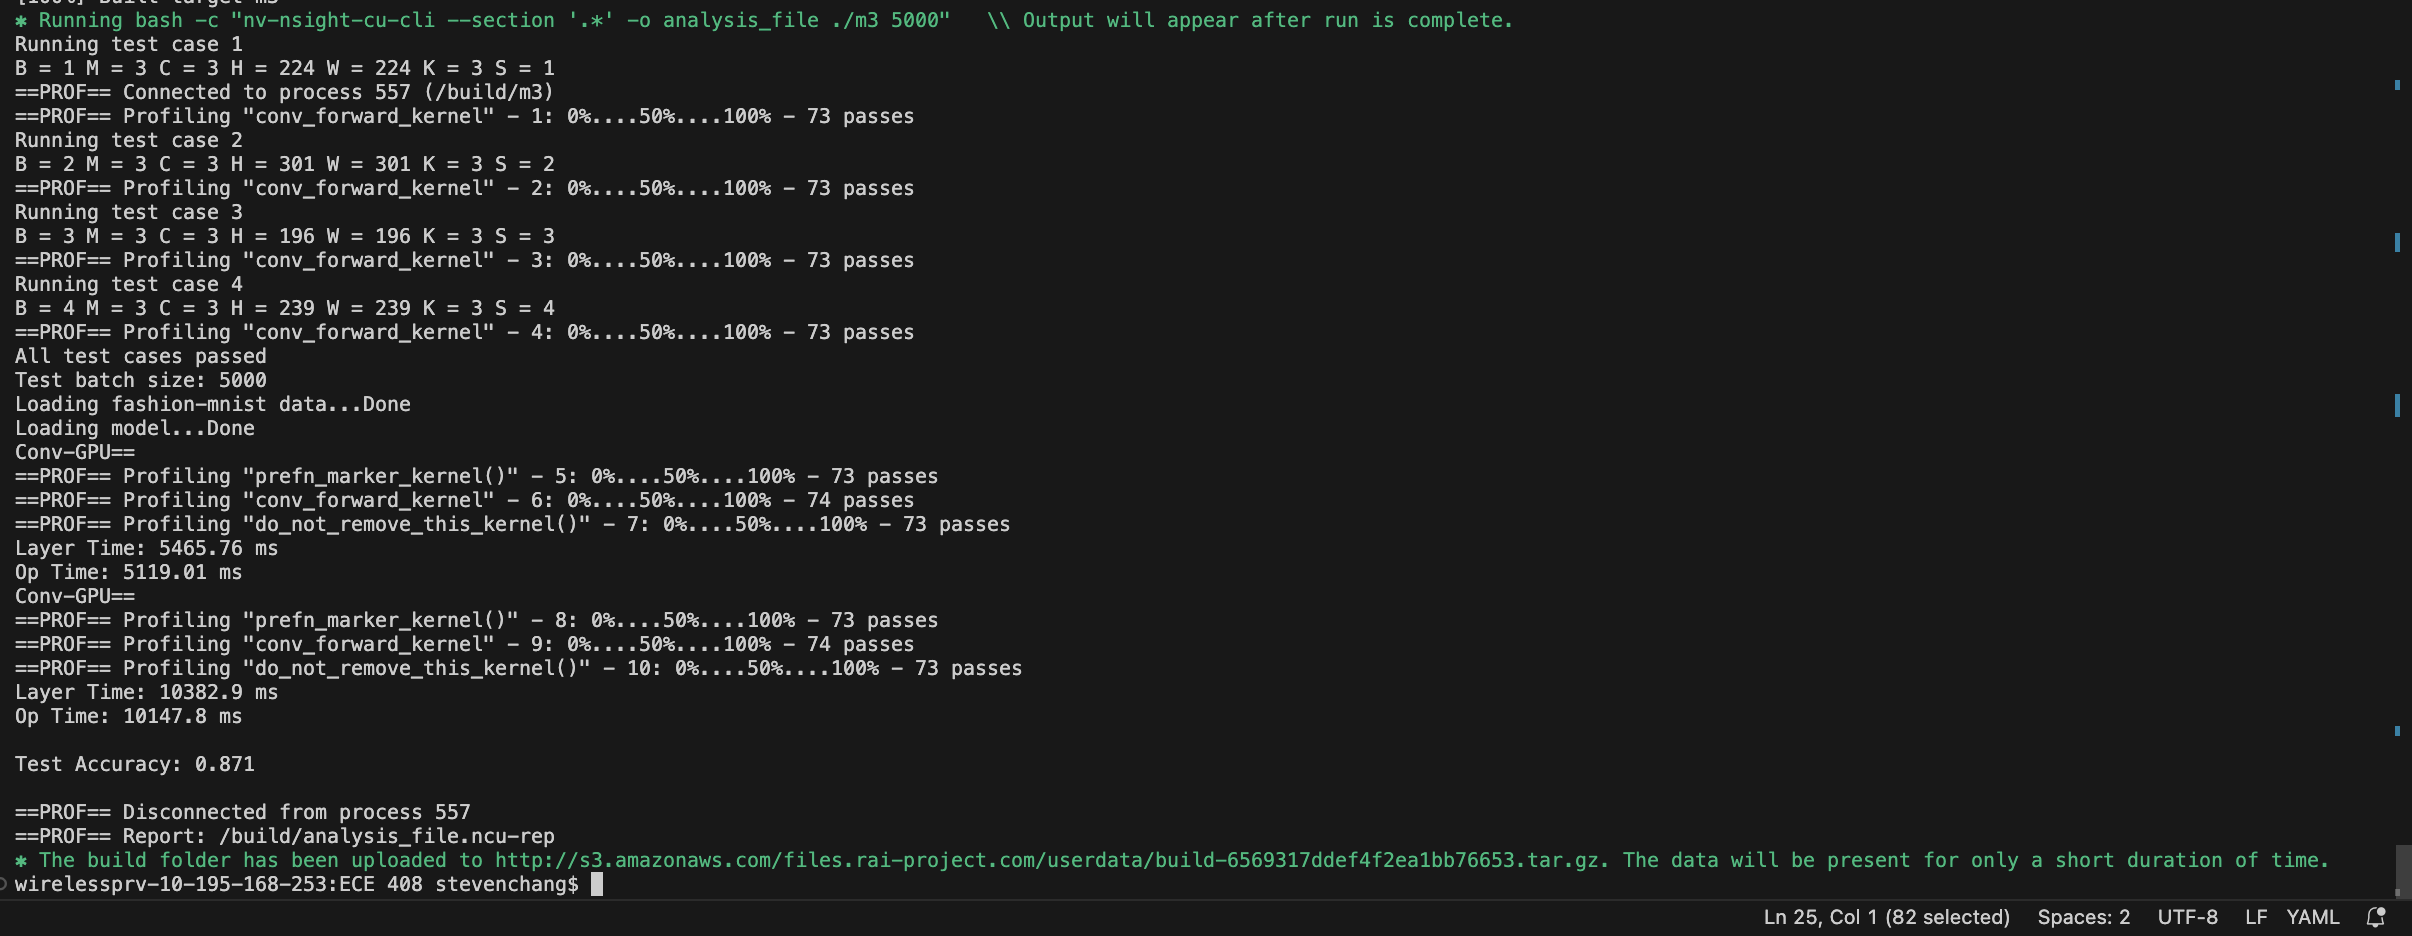 [100%] Built target m3
✱ Running bash -c "nv-nsight-cu-cli --section '.*' -o analysis_file ./m3 5000"   \\ Output will appear after run is complete.
Running test case 1
B = 1 M = 3 C = 3 H = 224 W = 224 K = 3 S = 1
==PROF== Connected to process 557 (/build/m3)
==PROF== Profiling "conv_forward_kernel" - 1: 0%....50%....100% - 73 passes
Running test case 2
B = 2 M = 3 C = 3 H = 301 W = 301 K = 3 S = 2
==PROF== Profiling "conv_forward_kernel" - 2: 0%....50%....100% - 73 passes
Running test case 3
B = 3 M = 3 C = 3 H = 196 W = 196 K = 3 S = 3
==PROF== Profiling "conv_forward_kernel" - 3: 0%....50%....100% - 73 passes
Running test case 4
B = 4 M = 3 C = 3 H = 239 W = 239 K = 3 S = 4
==PROF== Profiling "conv_forward_kernel" - 4: 0%....50%....100% - 73 passes
All test cases passed
Test batch size: 5000
Loading fashion-mnist data...Done
Loading model...Done
Conv-GPU==
==PROF== Profiling "prefn_marker_kernel()" - 5: 0%....50%....100% - 73 passes
==PROF== Profiling "conv_forward_kernel" - 6: 0%....50%....100% - 74 passes
==PROF== Profiling "do_not_remove_this_kernel()" - 7: 0%....50%....100% - 73 passes
Layer Time: 5465.76 ms
Op Time: 5119.01 ms
Conv-GPU==
==PROF== Profiling "prefn_marker_kernel()" - 8: 0%....50%....100% - 73 passes
==PROF== Profiling "conv_forward_kernel" - 9: 0%....50%....100% - 74 passes
==PROF== Profiling "do_not_remove_this_kernel()" - 10: 0%....50%....100% - 73 passes
Layer Time: 10382.9 ms
Op Time: 10147.8 ms
Test Accuracy: 0.871
==PROF== Disconnected from process 557
==PROF== Report: /build/analysis_file.ncu-rep
✱ The build folder has been uploaded to http://s3.amazonaws.com/files.rai-project.com/userdata/build-6569317ddef4f2ea1bb76653.tar.gz. The data will be present for only a short duration of time.
wirelessprv-10-195-168-253:ECE 408 stevenchang$
Ln 25, Col 1 (82 selected) Spaces: 2 UTF-8 LF YAML